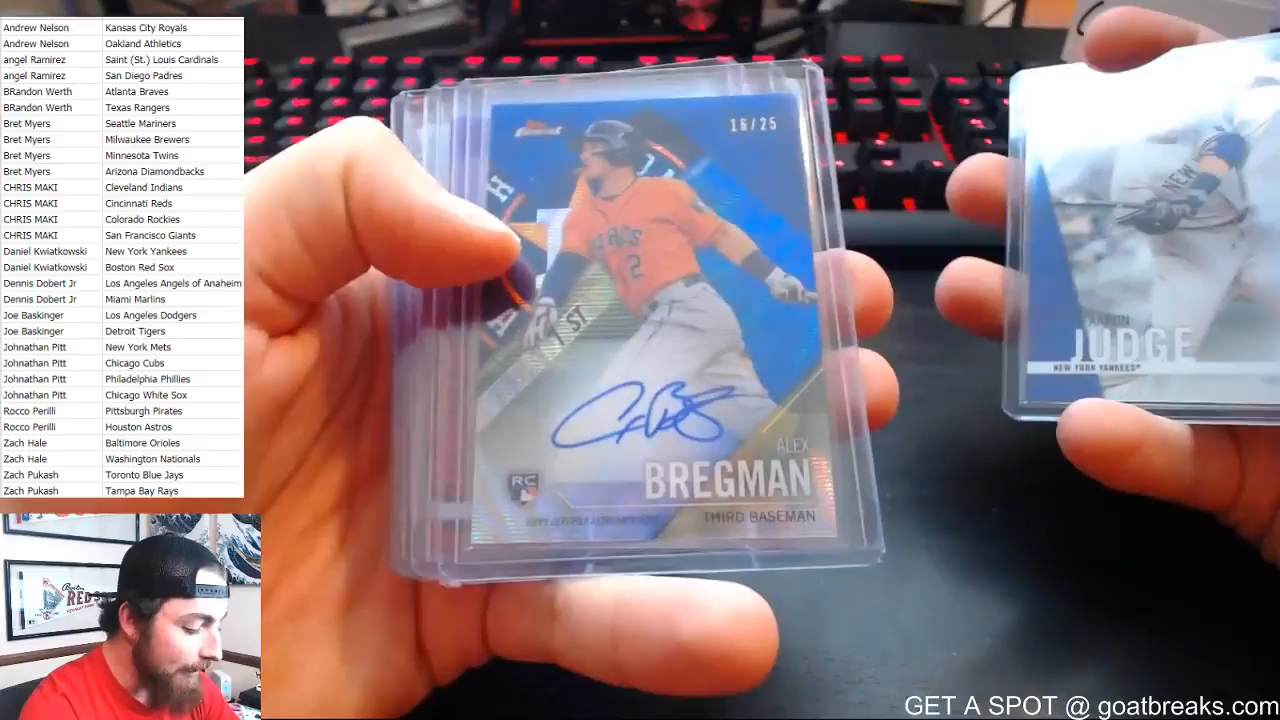 Andrew Nelson Kansas City Royals
Andrew Nelson Oakland Athletics
angel Ramirez Saint (St.) Louis Cardinals
angel Ramirez San Diego Padres
BRandon Werth Atlanta Braves
BRandon Werth Texas Rangers
Bret Myers Seattle Mariners
Bret Myers Milwaukee Brewers
Bret Myers Minnesota Twins
Bret Myers Arizona Diamondbacks
CHRIS MAKI Cleveland Indians
CHRIS MAKI Cincinnati Reds
CHRIS MAKI Colorado Rockies
CHRIS MAKI San Francisco Giants
Daniel Kwiatkowski New York Yankees
Daniel Kwiatkowski Boston Red Sox
Dennis Dobert Jr Los Angeles Angels of Anaheim
Dennis Dobert Jr Miami Marlins
Joe Baskinger Los Angeles Dodgers
Joe Baskinger Detroit Tigers
Johnathan Pitt New York Mets
Johnathan Pitt Chicago Cubs
Johnathan Pitt Philadelphia Phillies
Johnathan Pitt Chicago White Sox
Rocco Perilli Pittsburgh Pirates
Rocco Perilli Houston Astros
Zach Hale Baltimore Orioles
Zach Hale Washington Nationals
Zach Pukash Toronto Blue Jays
Zach Pukash Tampa Bay Rays
16/25
2
ALEX
BREGMAN
THIRD BASEMAN
RC
NEW
AARON
JUDGE
NEW YORK YANKEES
GET A SPOT @ goatbreaks.com